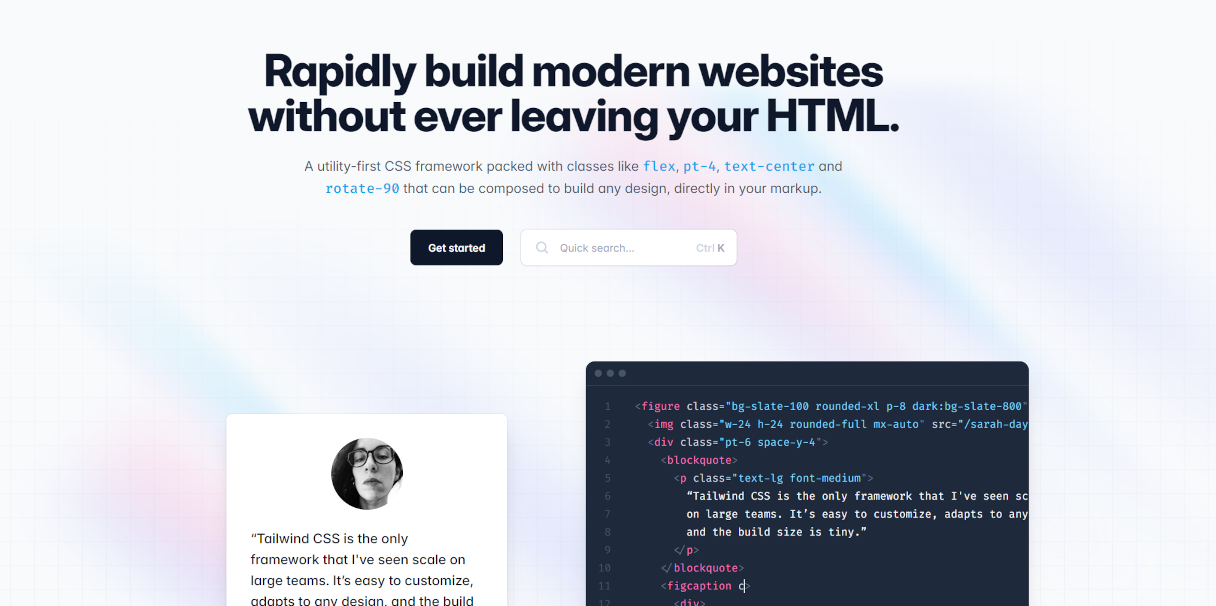 Rapidly build modern websites
without ever leaving your HTML.
A utility-first CSS framework packed with classes like flex, pt-4, text-center and
rotate-90 that can be composed to build any design, directly in your markup.
Get started
Quick search...
Ctrl K
“Tailwind CSS is the only
framework that I've seen scale on
large teams. It’s easy to customize,
adapts to any design, and the build
1 <figure class="bg-slate-100 rounded-xl p-8 dark:bg-slate-800"
2 <img class="w-24 h-24 rounded-full mx-auto" src="/sarah-day
3 <div class="pt-6 space-y-4">
4 <blockquote>
5 <p class="text-lg font-medium">
6 “Tailwind CSS is the only framework that I've seen sc
7 on large teams. It’s easy to customize, adapts to any
8 and the build size is tiny.”
9 </p>
10 </blockquote>
11 <figcaption c>
12 <div>